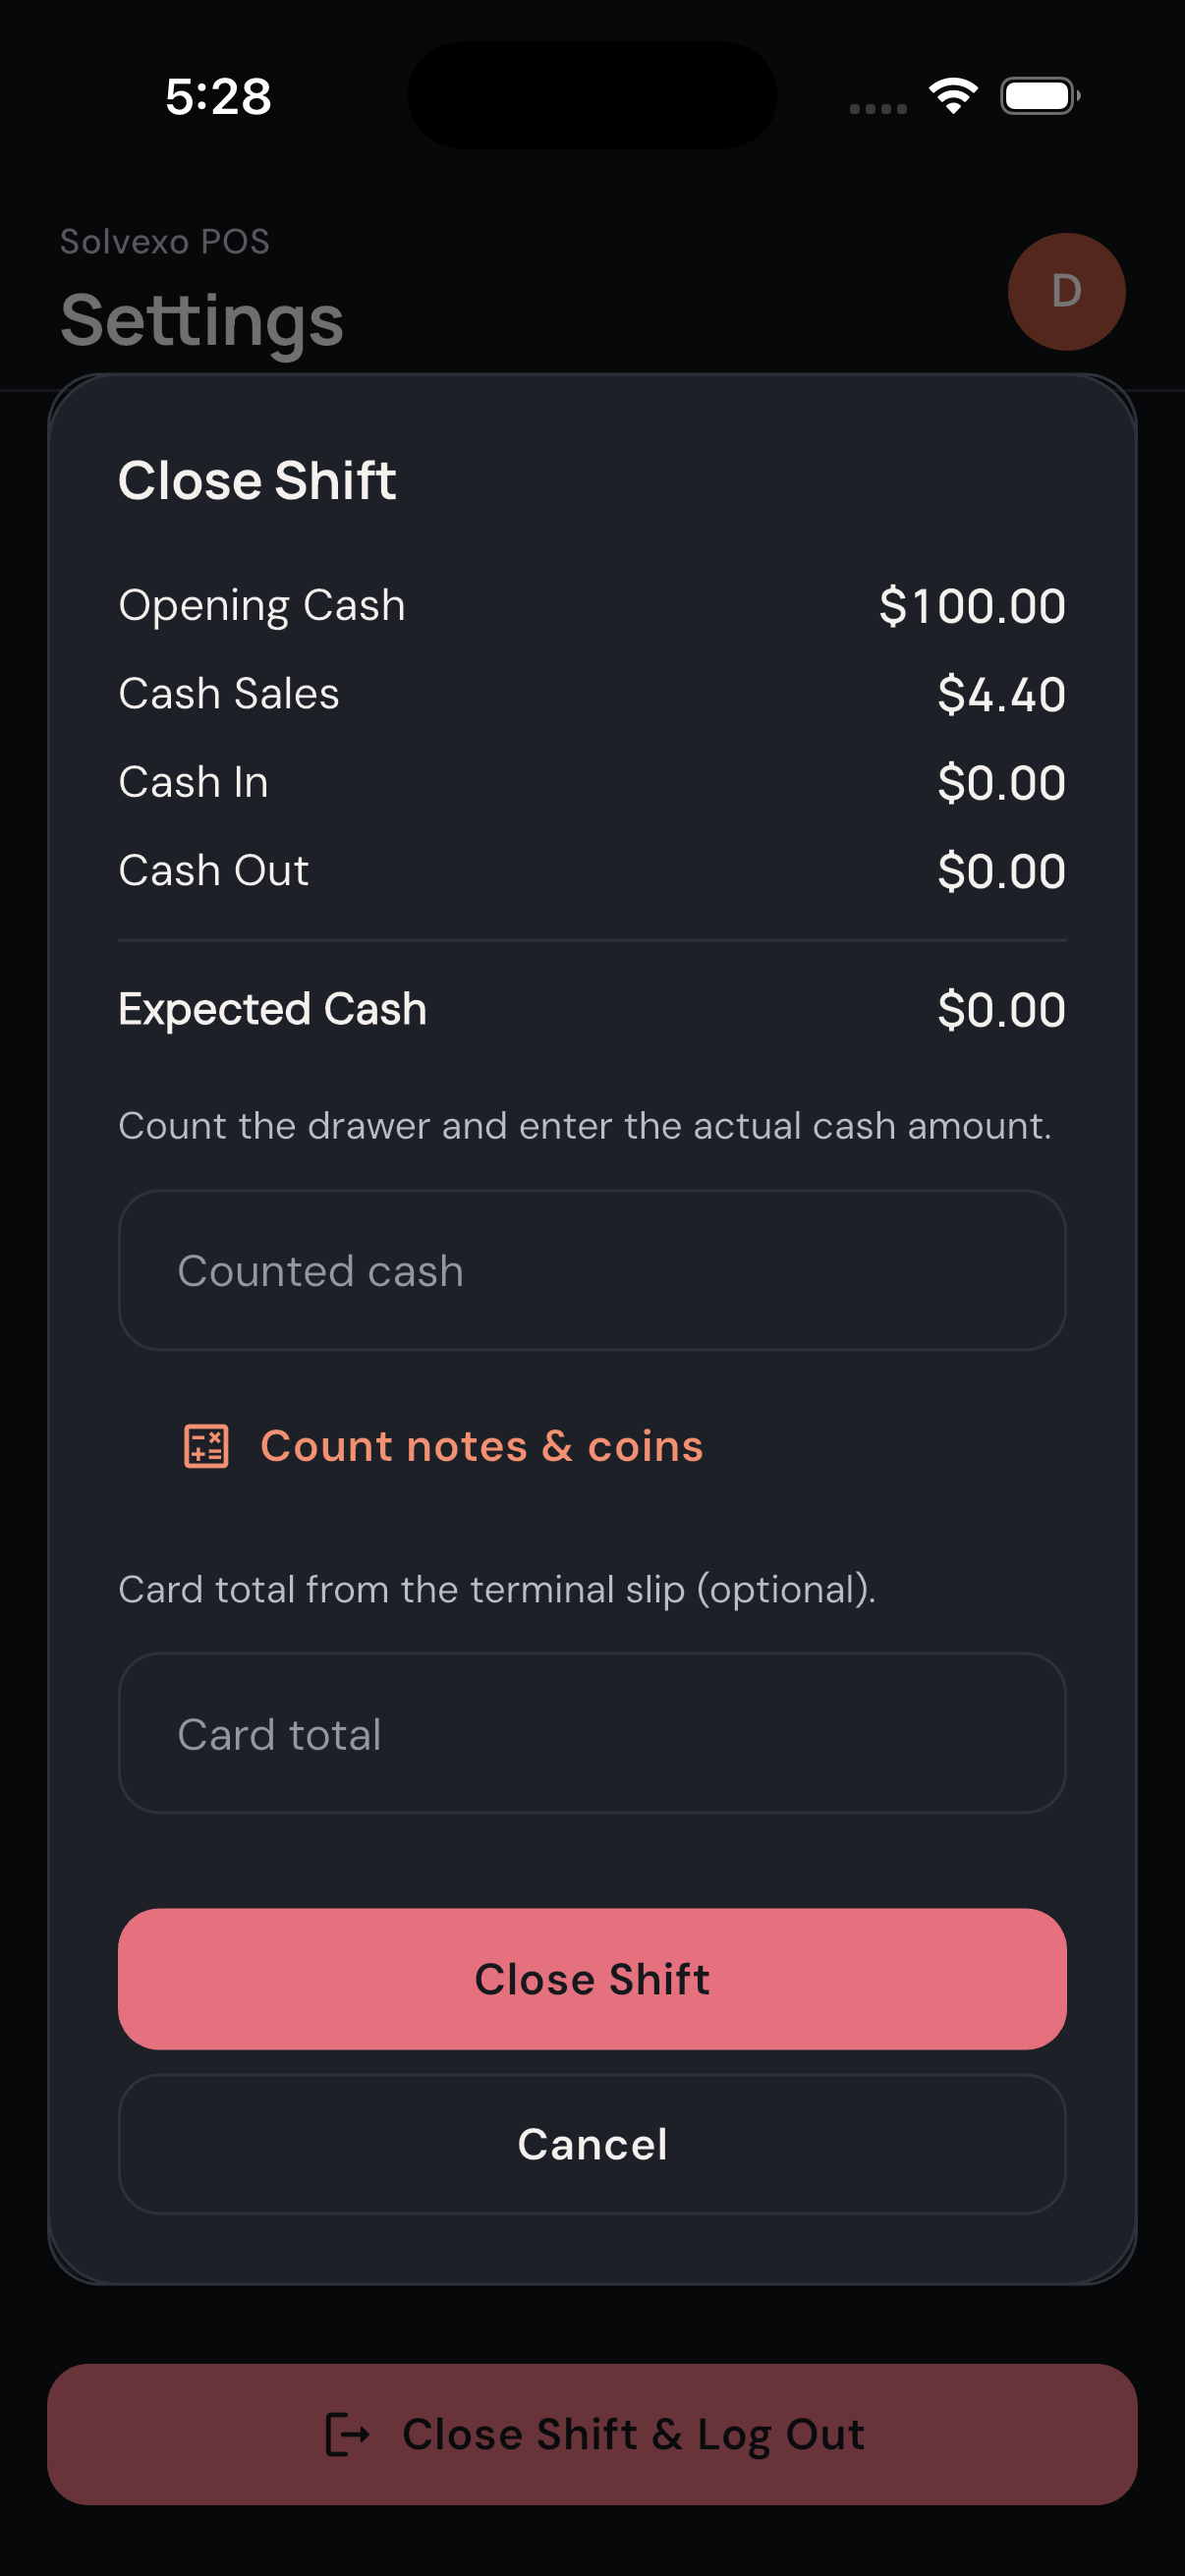 5:28
Solvexo POS
Settings
D
Close Shift
Opening Cash $100.00
Cash Sales $4.40
Cash In $0.00
Cash Out $0.00
Expected Cash $0.00
Count the drawer and enter the actual cash amount.
Counted cash
Count notes & coins
Card total from the terminal slip (optional).
Card total
Close Shift
Cancel
Close Shift & Log Out